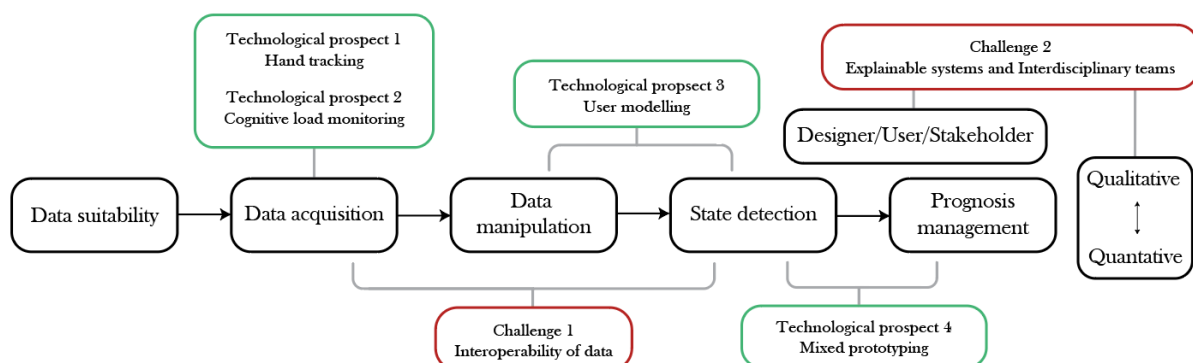 Technological prospect 1
Hand tracking
Technological prospect 2
Cognitive load monitoring
Technological propsect 3
User modelling
Challenge 2
Explainable systems and Interdisciplinary teams
Designer/User/Stakeholder
Data suitability
Data acquisition
Data
manipulation
State detection
Prognosis
management
Qualitative
Quantative
Challenge 1
Interoperability of data
Technological prospect 4
Mixed prototyping